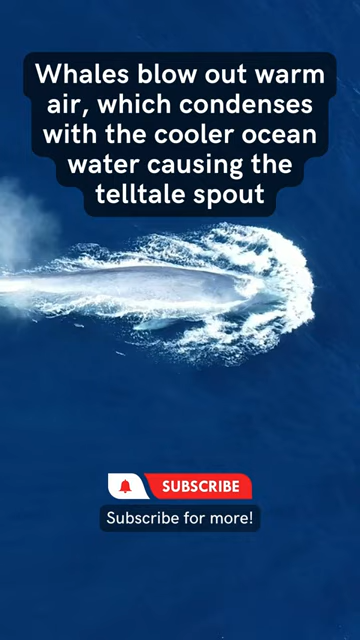 Whales blow out warm
air, which condenses
with the cooler ocean
water causing the
telltale spout
SUBSCRIBE
Subscribe for more!